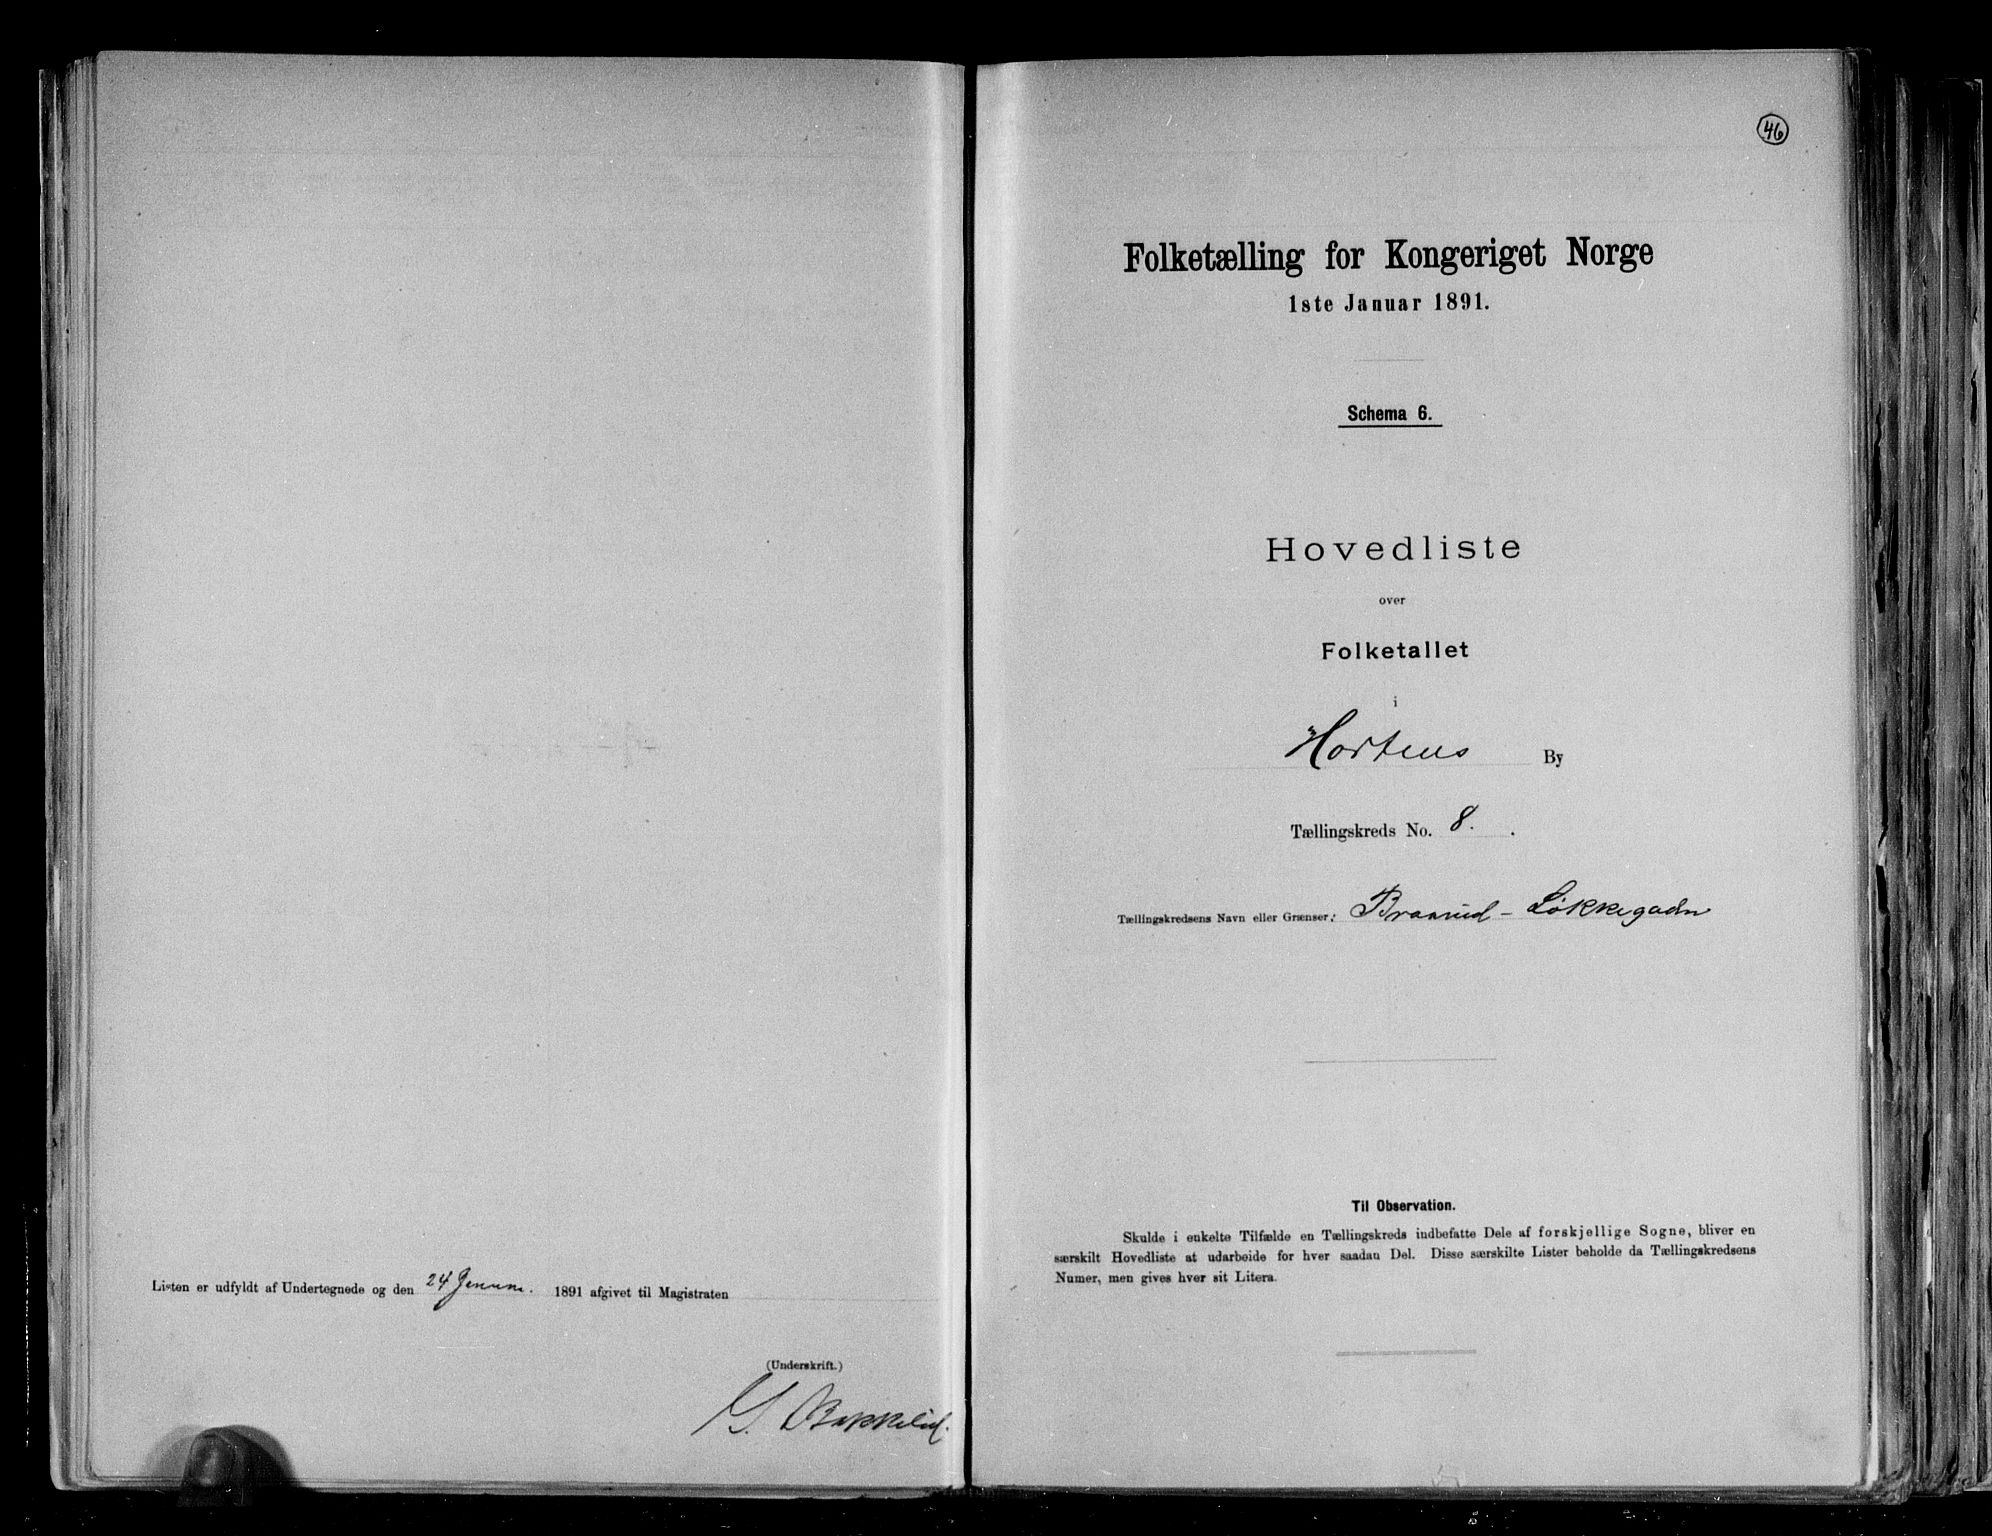 Listen er udfyldt af Undertegnede og den 24 Januar. 1891 afgivet til Magistraten
(Underskrift.)
46
Folketælling for Kongeriget Norge
1ste Januar 1891.
Schema 6.
Hovedliste
over
Folketallet
i
Hortens By
Tællingskreds No. 8.
Tællingskredsens Navn eller Grænser: Braarud - Løkkegaden
Til Observation.
Skulde i enkelte Tilfælde en Tællingskreds indbefatte Dele af forskjellige Sogne, bliver en
særskilt Hovedliste at udarbeide for hver saadan Del. Disse særskilte Lister beholde da Tællingskredsens
Numer, men gives hver sit Litera.